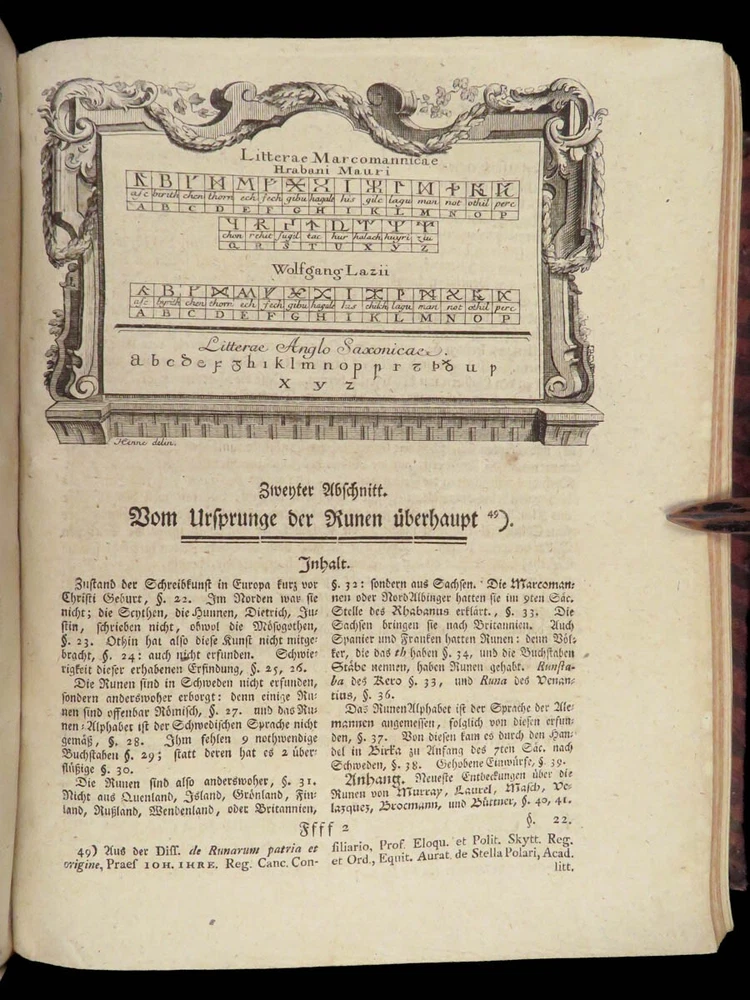 Litterae Marcomannicae
Hrabani Mauri
ᚪ ᛒ ᚳ ᚦ ᛖ ᚠ ᚷ ᚻ ᛁ ᛚ ᛗ ᛟ
asc birith chen thorn ech fech gibu hagale his gilc lagu man not othil perc
A B C D E F G H I K L M N O P
chon rehit sugil tac hur halach huyri ziu
Q R S T V X Y Z
Wolfgang Lazii
asc byrith chen thorn ech fech gibu hagale his chilch lagu man not othil perc
A B C D E F G H I K L M N O P
Litterae Anglo Saxonicae.
a b c d e f g h i k l m n o p r s t þ ð u
X y z
Hinne delin.
Zweyter Abschnitt.
Vom Ursprunge der Runen überhaupt 49).
Inhalt.
Zustand der Schreibkunst in Europa kurz vor
Christi Geburt, §. 22. Im Norden war sie
nicht; die Scythen, die Hunnen, Dietrich, Ju-
stin, schrieben nicht, obwol die Mösogothen,
§. 23. Othin hat also diese Kunst nicht mitge-
bracht, §. 24: auch nicht erfunden. Schwie-
rigkeit dieser erhabenen Erfindung, §. 25, 26.
Die Runen sind in Schweden nicht erfunden,
sondern anderswoher erborgt: denn einige Ru-
nen sind offenbar Römisch, §. 27. und das Ru-
nen-Alphabet ist der Schwedischen Sprache nicht
gemäß, §. 28. Ihm fehlen 9 nothwendige
Buchstaben §. 29; statt deren hat es 2 über-
flüßige §. 30.
Die Runen sind also anderswoher, §. 31.
Nicht aus Quenland, Island, Grönland, Fin-
land, Rußland, Wendenland, oder Britannien,
§. 32: sondern aus Sachsen. Die Marcoman-
nen oder NordAlbinger hatten sie im 9ten Säc.
Stelle des Rhabanus erklärt, §. 33. Die
Sachsen bringen sie nach Britannien. Auch
Spanier und Franken hatten Runen: denn Völ-
ker, die das th haben §. 34, und die Buchstaben
Stäbe nennen, haben Runen gehabt. Runsta-
ba des Kero §. 33, und Runa des Venan-
tius, §. 36.
Das RunenAlphabet ist der Sprache der Ale-
mannen angemessen, folglich von diesen erfun-
den, §. 37. Von diesen kam es durch den Han-
del in Birka zu Anfang des 7ten Säc. nach
Schweden, §. 38. Gehobene Einwürfe, §. 39.
Anhang. Neueste Entdeckungen über die
Runen von Murray, Laurel, Masch, Ve-
lazquez, Brocmann, und Büttner, §. 40, 41.
Ffff 2
§. 22.
49) Aus der Diss. de Runarum patria et
origine, Praes IOH. IHRE. Reg. Canc. Con-
siliario, Prof. Eloqu. et Polit. Skytt. Reg.
et Ord., Equit. Aurat. de Stella Polari, Acad.
litt.